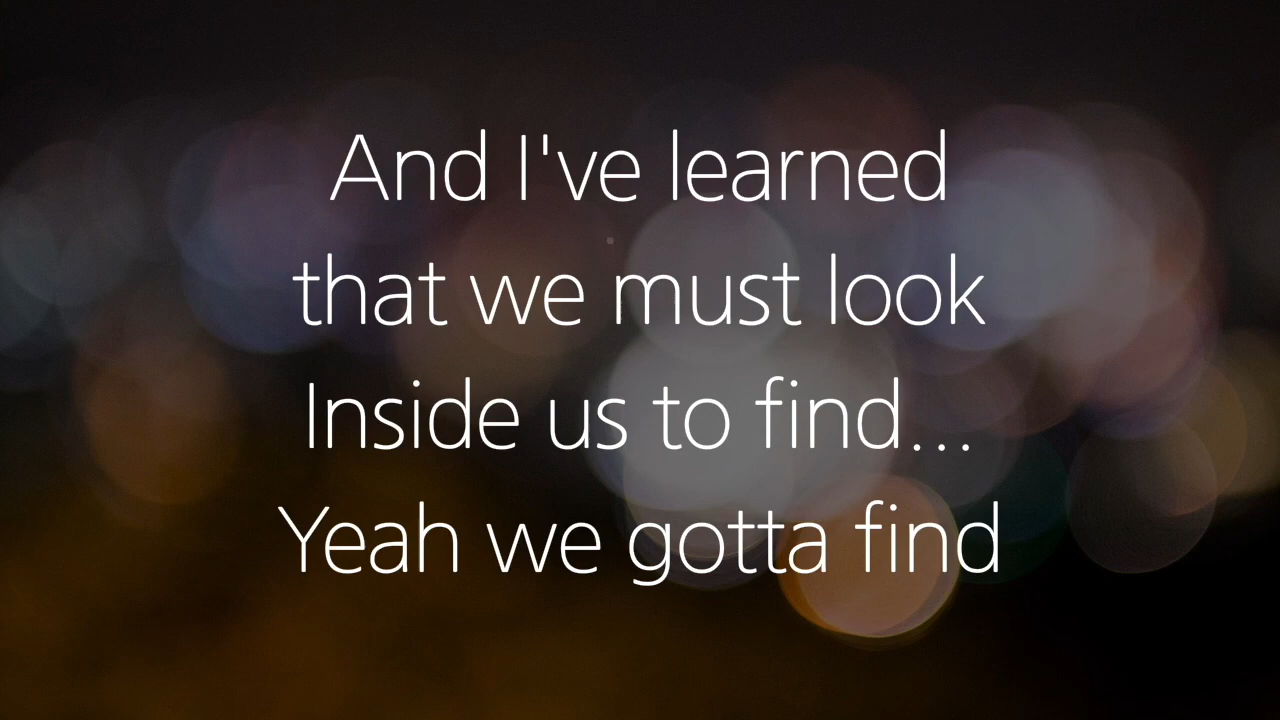 And I've learned
that we must look
Inside us to find...
Yeah we gotta find